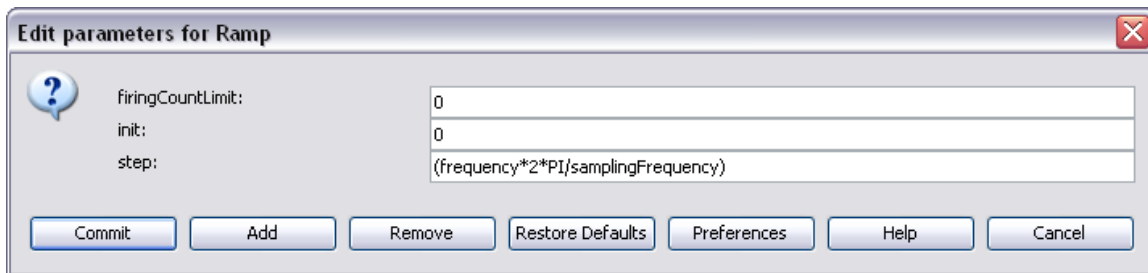 Edit parameters for Ramp
firingCountLimit: 0
init: 0
step: (frequency*2*PI/samplingFrequency)
Commit Add Remove Restore Defaults Preferences Help Cancel